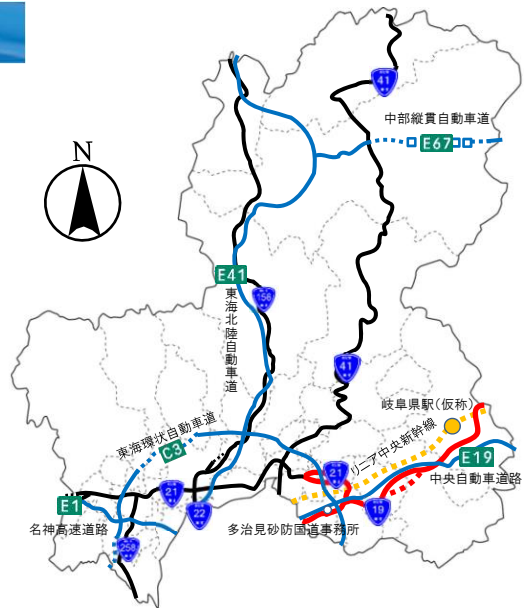 41
中部縦貫自動車道
E67
N
E41
156
東海北陸自動車道
41
岐阜県駅(仮称)
リニア中央新幹線
東海環状自動車道
C3
21
E19
中央自動車道路
21
E1
22
19
名神高速道路
多治見砂防国道事務所
258